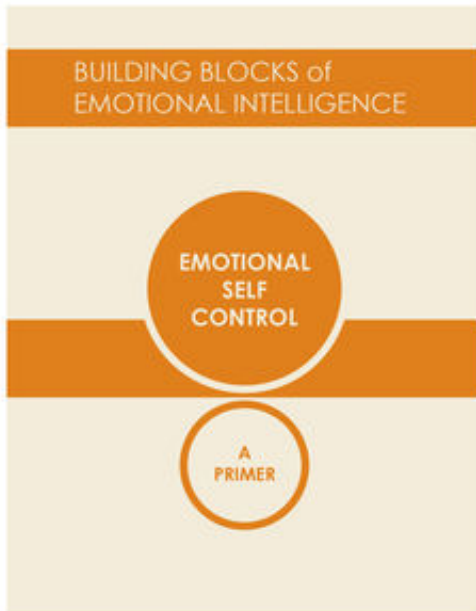 BUILDING BLOCKS of
EMOTIONAL INTELLIGENCE
EMOTIONAL
SELF
CONTROL
A
PRIMER